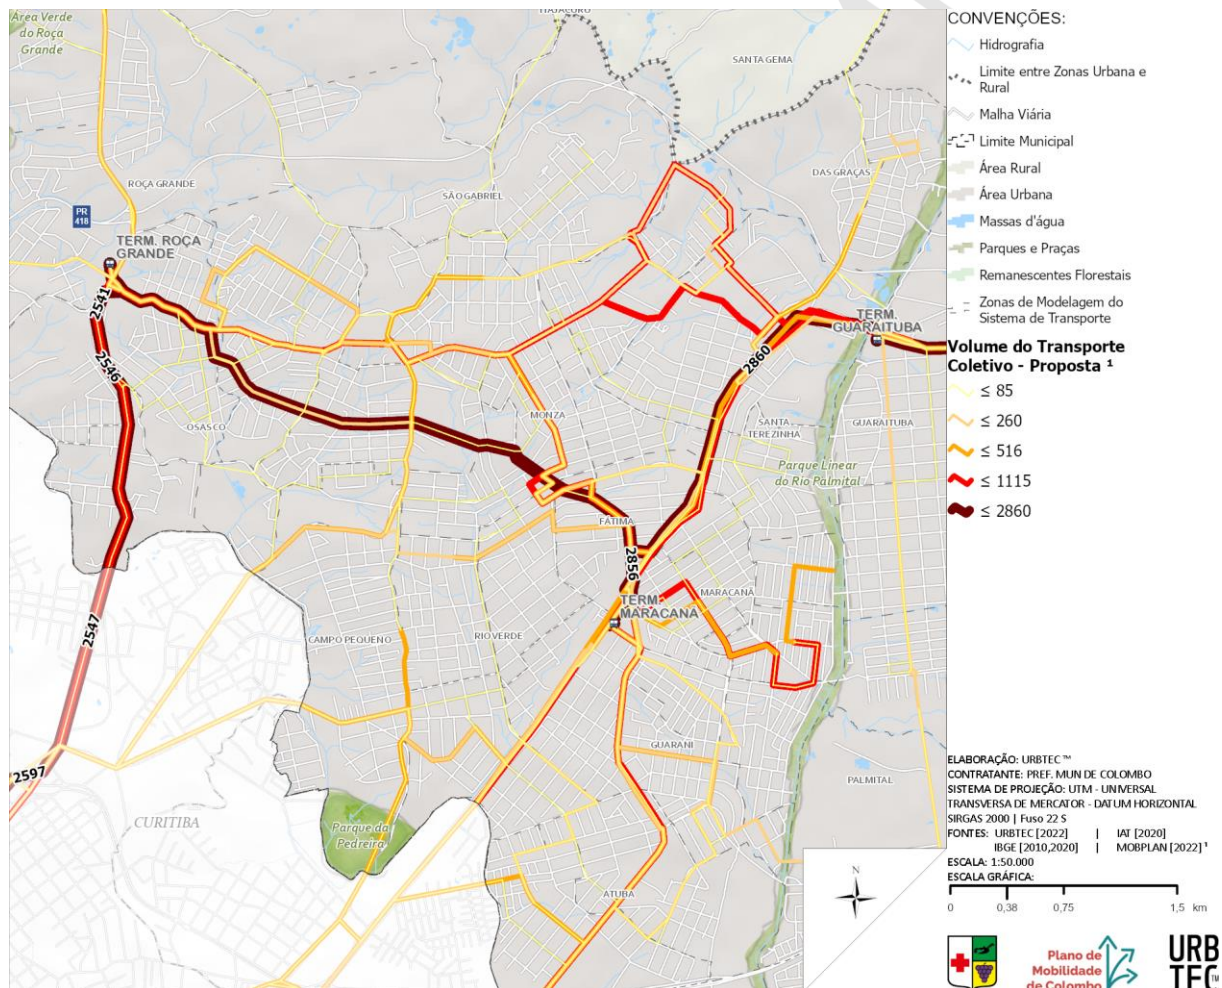 ITAJACURU
Área Verde
do Roça
Grande
SANTA GEMA
ROÇA GRANDE
DAS GRAÇAS
SÃO GABRIEL
PR
418
TERM. ROÇA
GRANDE
2541
2546
TERM.
GUARAITUBA
2860
MONZA
OSASCO
SANTA
TEREZINHA
GUARAITUBA
Parque Linear
do Rio Palmital
FÁTIMA
2856
TERM.
MARACANÃ
MARACANÃ
2547
CAMPO PEQUENO
RIO VERDE
GUARANI
2597
PALMITAL
CURITIBA
Parque da
Pedreira
ATUBA
N
CONVENÇÕES:
Hidrografia
Limite entre Zonas Urbana e
Rural
Malha Viária
Limite Municipal
Área Rural
Área Urbana
Massas d'água
Parques e Praças
Remanescentes Florestais
Zonas de Modelagem do
Sistema de Transporte
Volume do Transporte
Coletivo - Proposta ¹
≤ 85
≤ 260
≤ 516
≤ 1115
≤ 2860
ELABORAÇÃO: URBTEC ™
CONTRATANTE: PREF. MUN DE COLOMBO
SISTEMA DE PROJEÇÃO: UTM - UNIVERSAL
TRANSVERSA DE MERCATOR - DATUM HORIZONTAL
SIRGAS 2000 | Fuso 22 S
FONTES: URBTEC [2022] | IAT [2020]
IBGE [2010,2020] | MOBPLAN [2022] ¹
ESCALA: 1:50.000
ESCALA GRÁFICA:
0 0,38 0,75 1,5 km
Plano de
Mobilidade
de Colombo
URB
TEC™